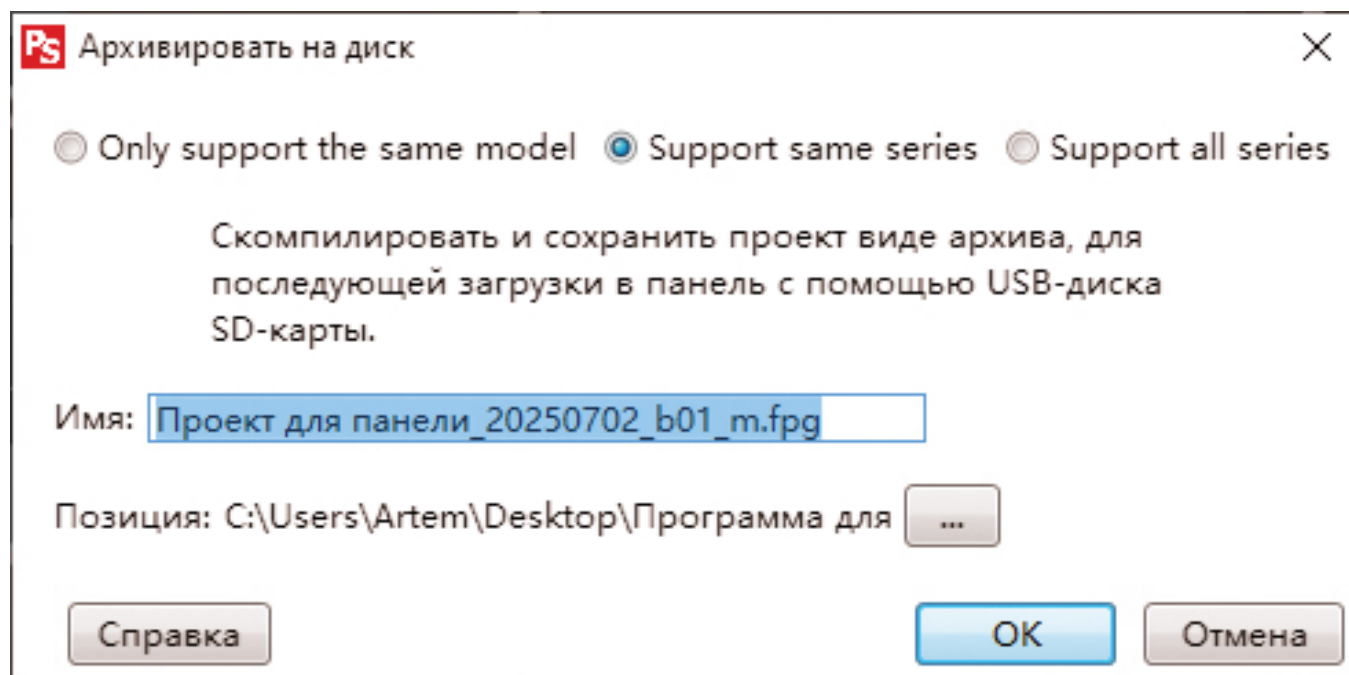 PS Архивировать на диск
Only support the same model Support same series Support all series
Скомпилировать и сохранить проект виде архива, для
последующей загрузки в панель с помощью USB-диска
SD-карты.
Имя: Проект для панели_20250702_b01_m.fpg
Позиция: C:\Users\Artem\Desktop\Программа для ...
Справка OK Отмена